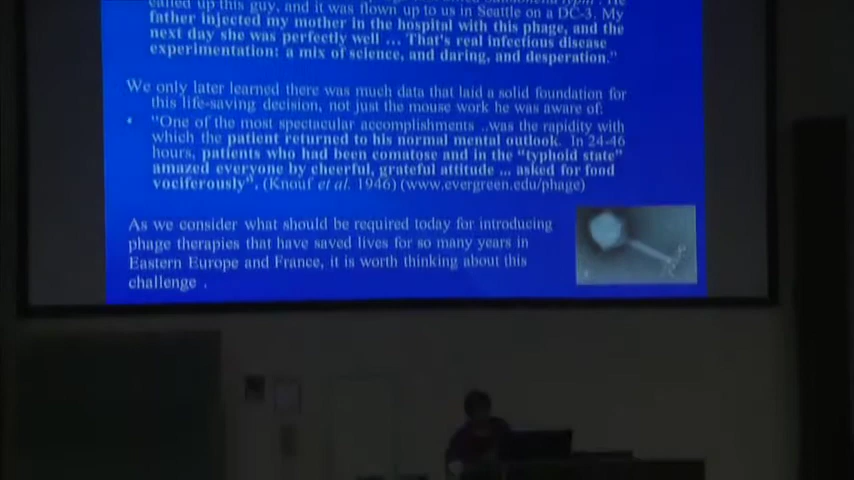 called up this guy, and it was flown up to us in Seattle on a DC-3. My
father injected my mother in the hospital with this phage, and the
next day she was perfectly well ... That's real infectious disease
experimentation: a mix of science, and daring, and desperation."
We only later learned there was much data that laid a solid foundation for
this life-saving decision, not just the mouse work he was aware of:
• "One of the most spectacular accomplishments ..was the rapidity with
which the patient returned to his normal mental outlook. In 24-46
hours, patients who had been comatose and in the "typhoid state"
amazed everyone by cheerful, grateful attitude ... asked for food
vociferously". (Knouf et al. 1946) (www.evergreen.edu/phage)
As we consider what should be required today for introducing
phage therapies that have saved lives for so many years in
Eastern Europe and France, it is worth thinking about this
challenge .